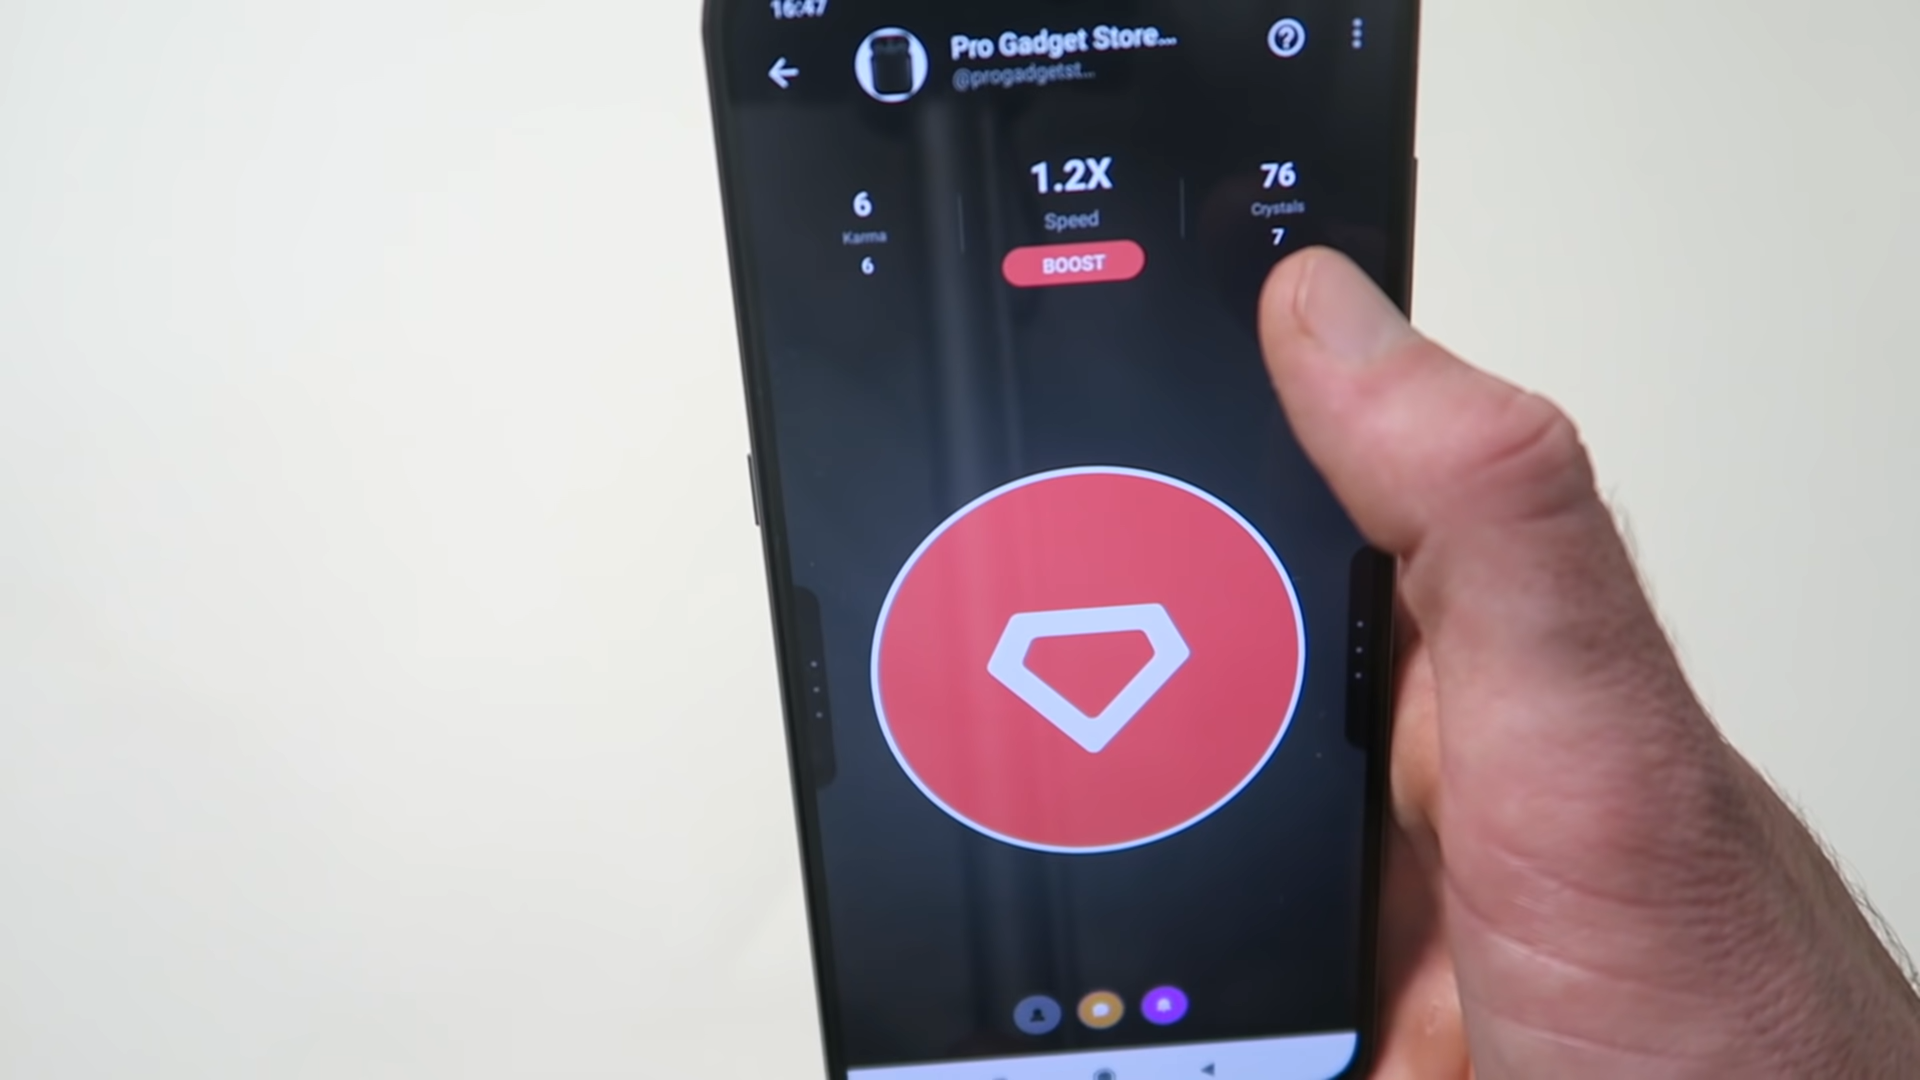 16:47
Pro Gadget Store...
@progadgetst...
6
Karma
6
1.2X
Speed
BOOST
76
Crystals
7